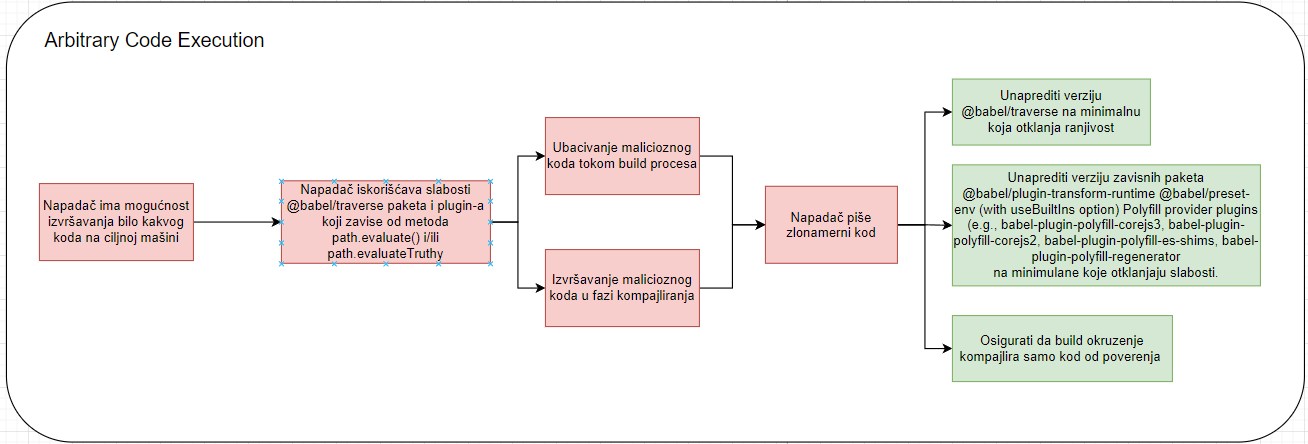 Arbitrary Code Execution
Napadač ima mogućnost
izvršavanja bilo kakvog
koda na ciljnoj mašini
Napadač iskorišćava slabosti
@babel/traverse paketa i plugin-a
koji zavise od metoda
path.evaluate() i/ili
path.evaluateTruthy
Ubacivanje malicioznog
koda tokom build procesa
Izvršavanje malicioznog
koda u fazi kompajliranja
Napadač piše
zlonamerni kod
Unaprediti verziju
@babel/traverse na minimalnu
koja otklanja ranjivost
Unaprediti verziju zavisnih paketa
@babel/plugin-transform-runtime @babel/preset-
env (with useBuiltIns option) Polyfill provider plugins
(e.g., babel-plugin-polyfill-corejs3, babel-plugin-
polyfill-corejs2, babel-plugin-polyfill-es-shims, babel-
plugin-polyfill-regenerator
na minimulane koje otklanjaju slabosti.
Osigurati da build okruzenje
kompajlira samo kod od poverenja